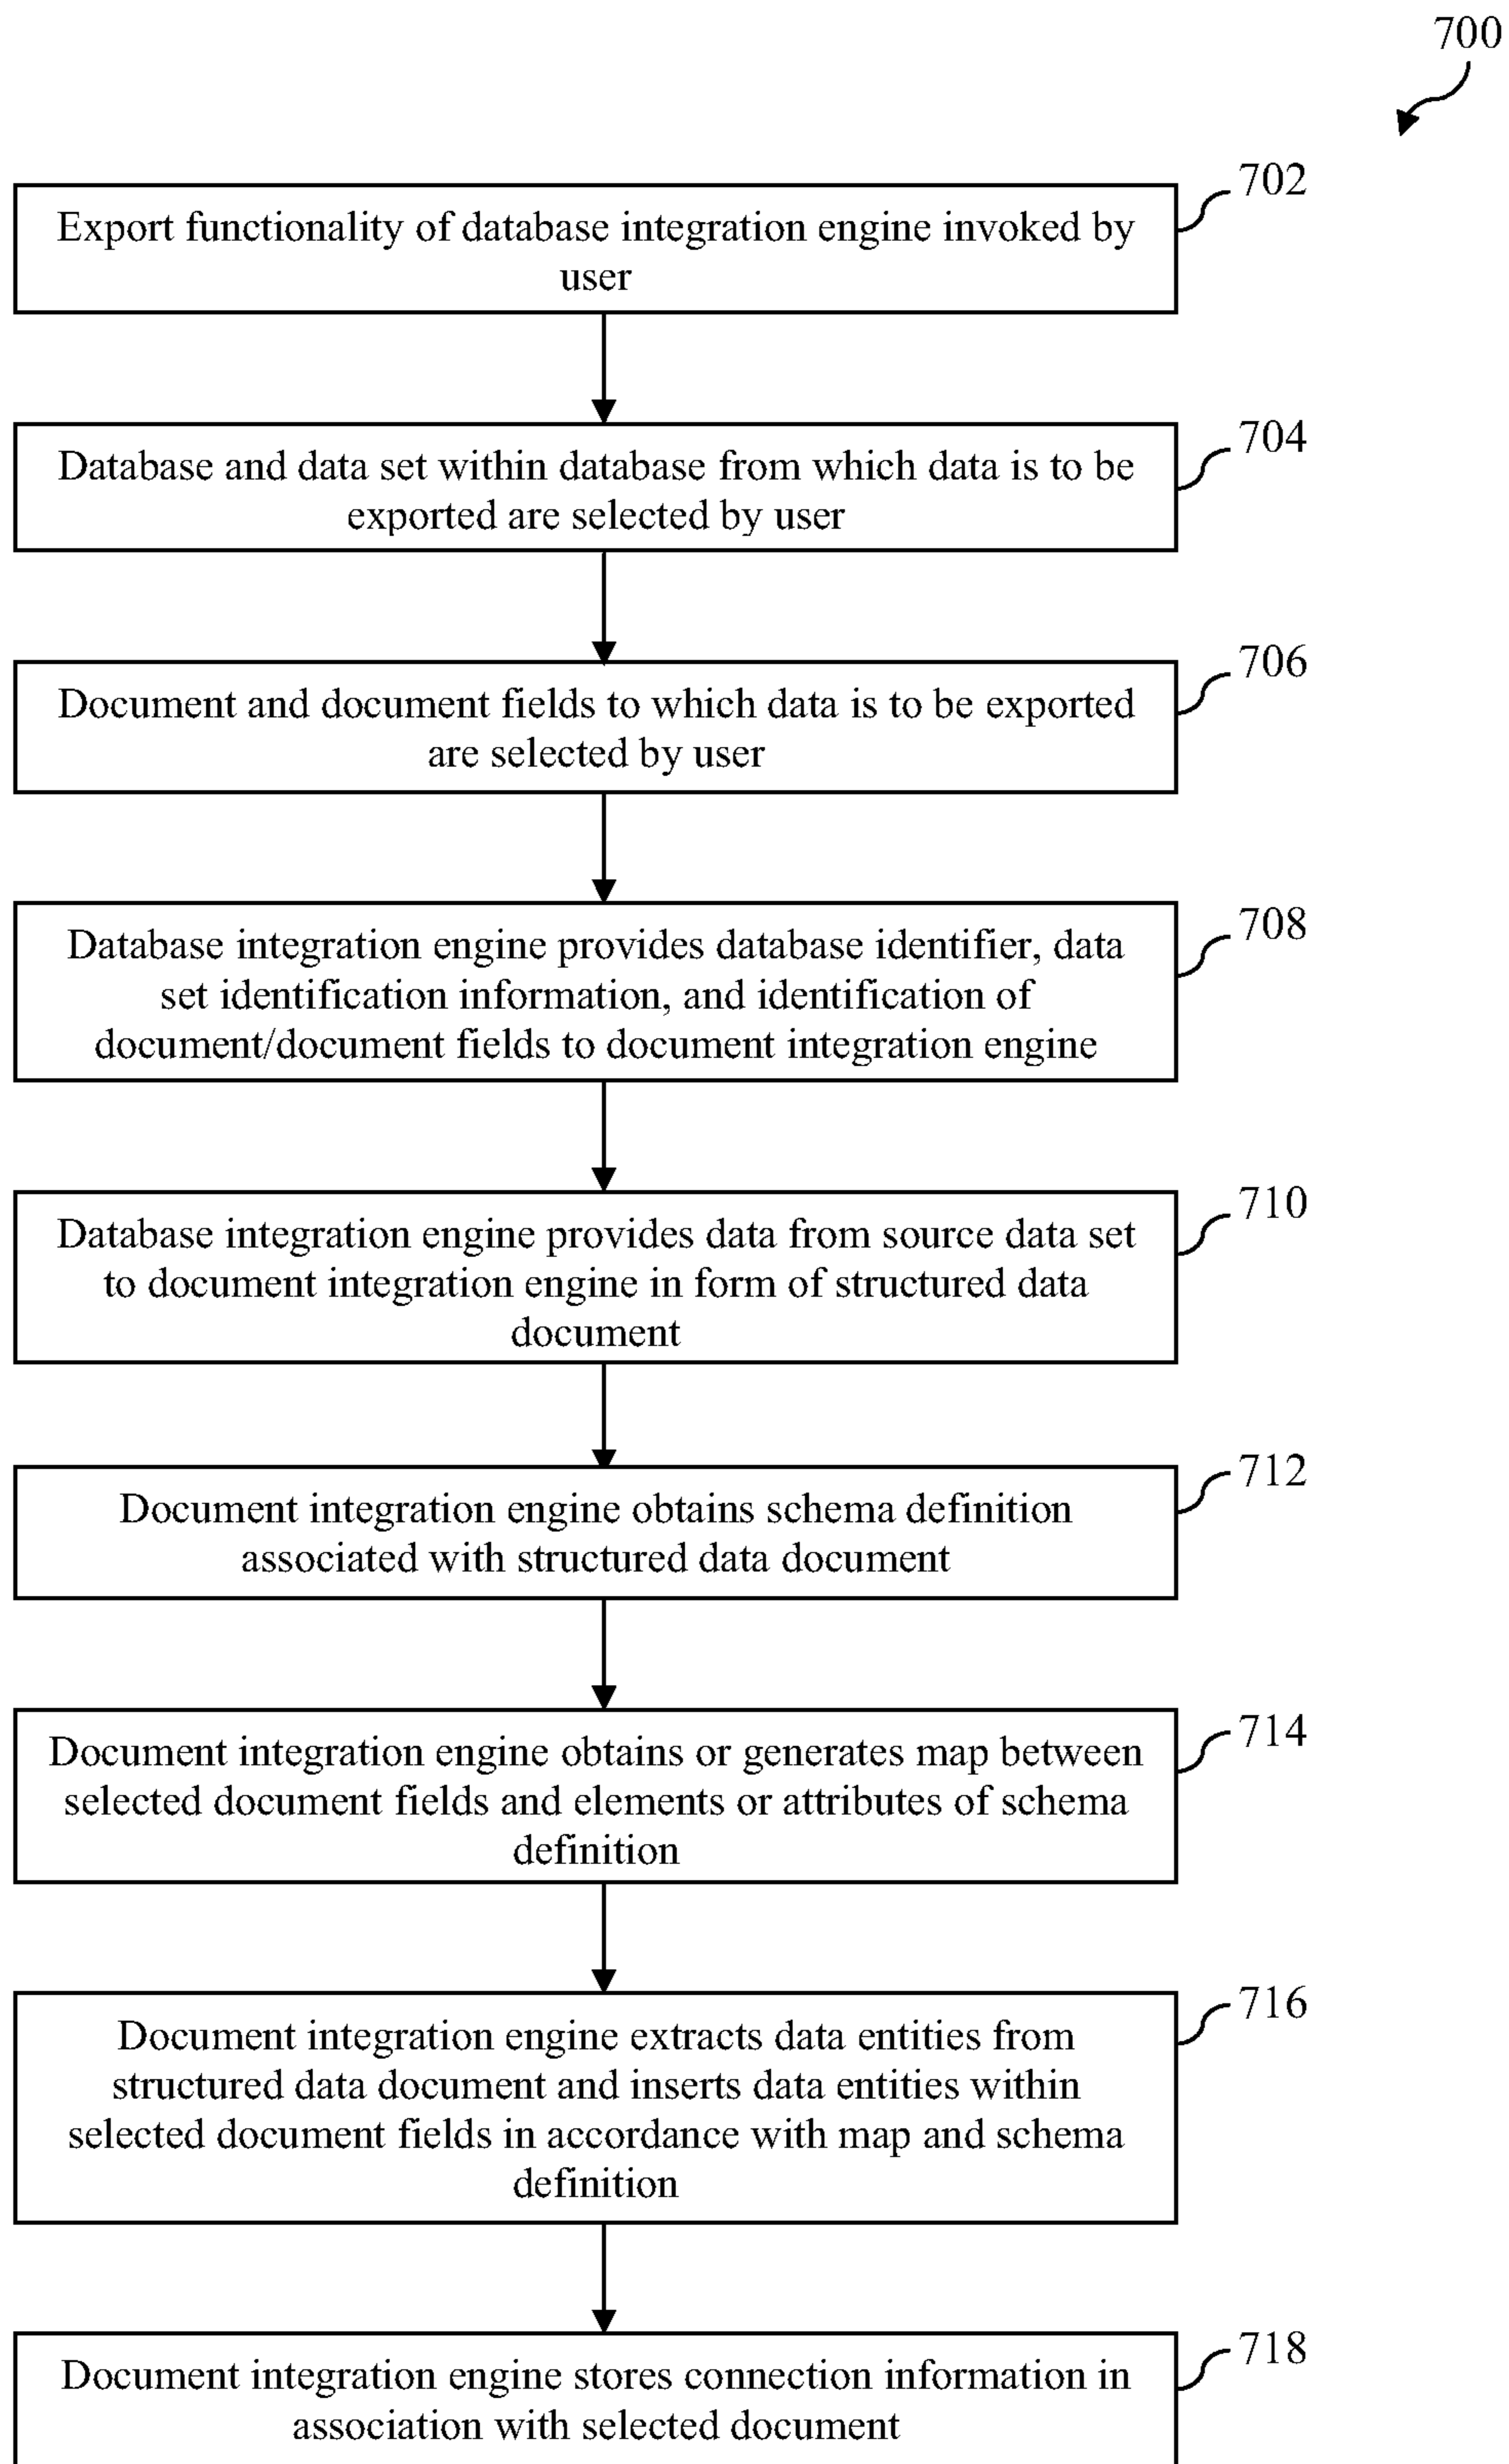 700
702
Export functionality of database integration engine invoked by
user
704
Database and data set within database from which data is to be
exported are selected by user
706
Document and document fields to which data is to be exported
are selected by user
708
Database integration engine provides database identifier, data
set identification information, and identification of
document/document fields to document integration engine
710
Database integration engine provides data from source data set
to document integration engine in form of structured data
document
712
Document integration engine obtains schema definition
associated with structured data document
714
Document integration engine obtains or generates map between
selected document fields and elements or attributes of schema
definition
716
Document integration engine extracts data entities from
structured data document and inserts data entities within
selected document fields in accordance with map and schema
definition
718
Document integration engine stores connection information in
association with selected document